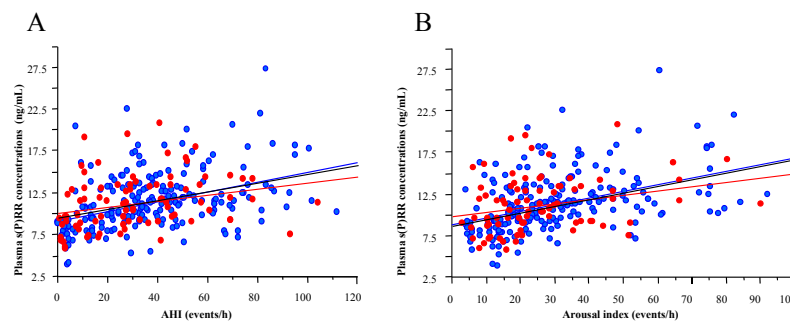 A
B
Plasma s(P)RR concentrations (ng/mL)
27.5
22.5
17.5
12.5
7.5
2.5
0 20 40 60 80 100 120
AHI (events/h)
Plasma s(P)RR concentrations (ng/mL)
27.5
22.5
17.5
12.5
7.5
2.5
0 10 20 30 40 50 60 70 80 90 100
Arousal index (events/h)